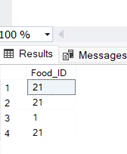 100 %
Results Messages
Food_ID
1 21
2 21
3 1
4 21